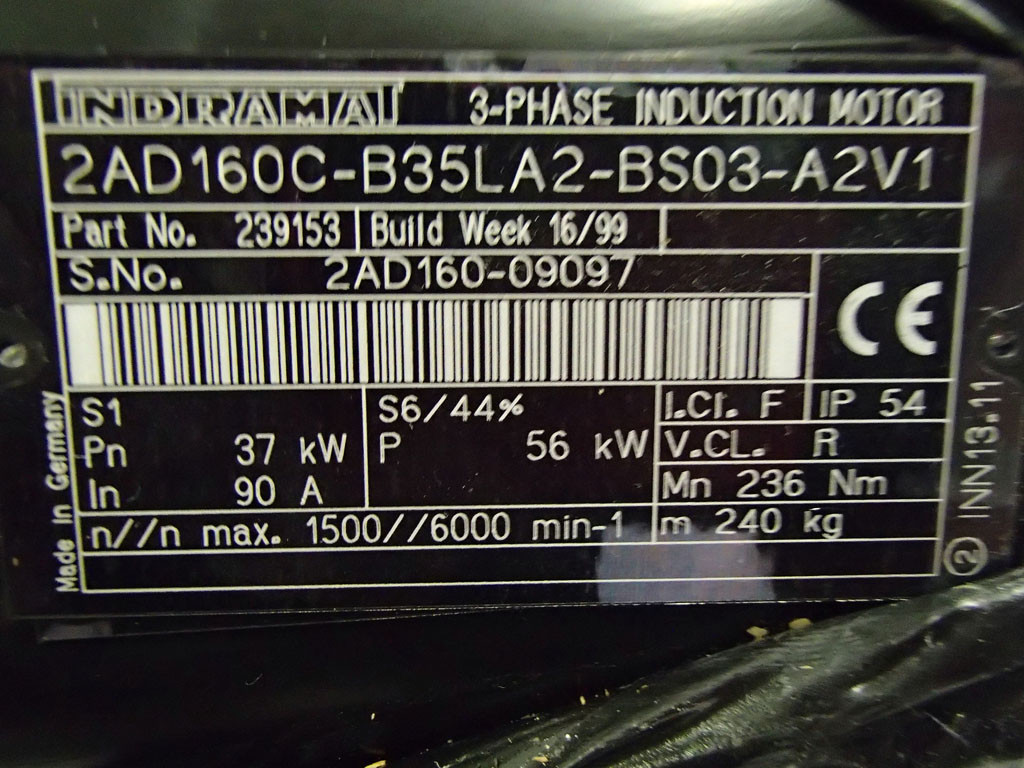 INDRAMAT 3-PHASE INDUCTION MOTOR
2AD160C-B35LA2-BS03-A2V1
Part No. 239153 Build Week 16/99
S.No. 2AD160-09097
CE
S1 S6/44% I.Cl. F IP 54
Pn 37 kW P 56 kW V.CL. R
In 90 A Mn 236 Nm
n//n max. 1500//6000 min-1 m 240 kg
Made in Germany
2 INN13.11